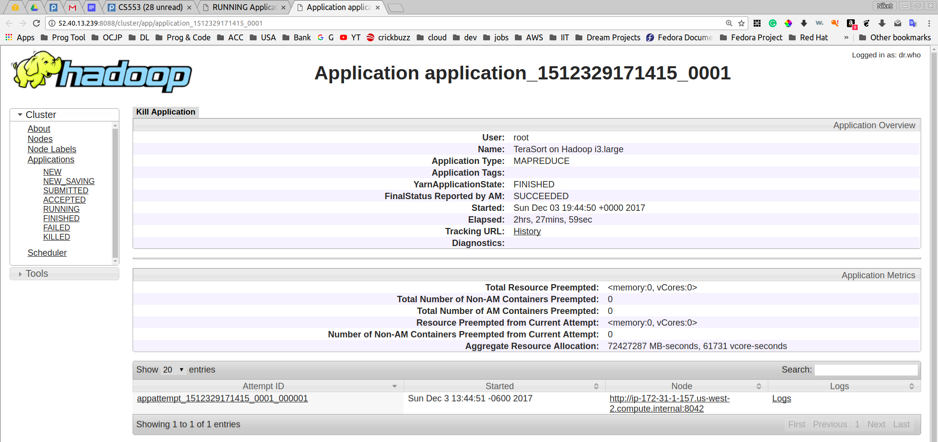 CS553 (28 unread)
RUNNING Applica
Application applic
Niket
52.40.13.239:8088/cluster/app/application_1512329171415_0001
Apps Prog Tool OCJP DL Prog & Code ACC USA Bank G YT crickbuzz cloud dev jobs AWS IIT Dream Projects Fedora Docume Fedora Project Red Hat » Other bookmarks
Logged in as: dr.who
hadoop
Application application_1512329171415_0001
Cluster
About
Nodes
Node Labels
Applications
NEW
NEW_SAVING
SUBMITTED
ACCEPTED
RUNNING
FINISHED
FAILED
KILLED
Scheduler
Tools
Kill Application
Application Overview
User: root
Name: TeraSort on Hadoop i3.large
Application Type: MAPREDUCE
Application Tags:
YarnApplicationState: FINISHED
FinalStatus Reported by AM: SUCCEEDED
Started: Sun Dec 03 19:44:50 +0000 2017
Elapsed: 2hrs, 27mins, 59sec
Tracking URL: History
Diagnostics:
Application Metrics
Total Resource Preempted: <memory:0, vCores:0>
Total Number of Non-AM Containers Preempted: 0
Total Number of AM Containers Preempted: 0
Resource Preempted from Current Attempt: <memory:0, vCores:0>
Number of Non-AM Containers Preempted from Current Attempt: 0
Aggregate Resource Allocation: 72427287 MB-seconds, 61731 vcore-seconds
Show 20 entries Search:
Attempt ID Started Node Logs
appattempt_1512329171415_0001_000001 Sun Dec 3 13:44:51 -0600 2017 http://ip-172-31-1-157.us-west-
2.compute.internal:8042 Logs
Showing 1 to 1 of 1 entries First Previous 1 Next Last